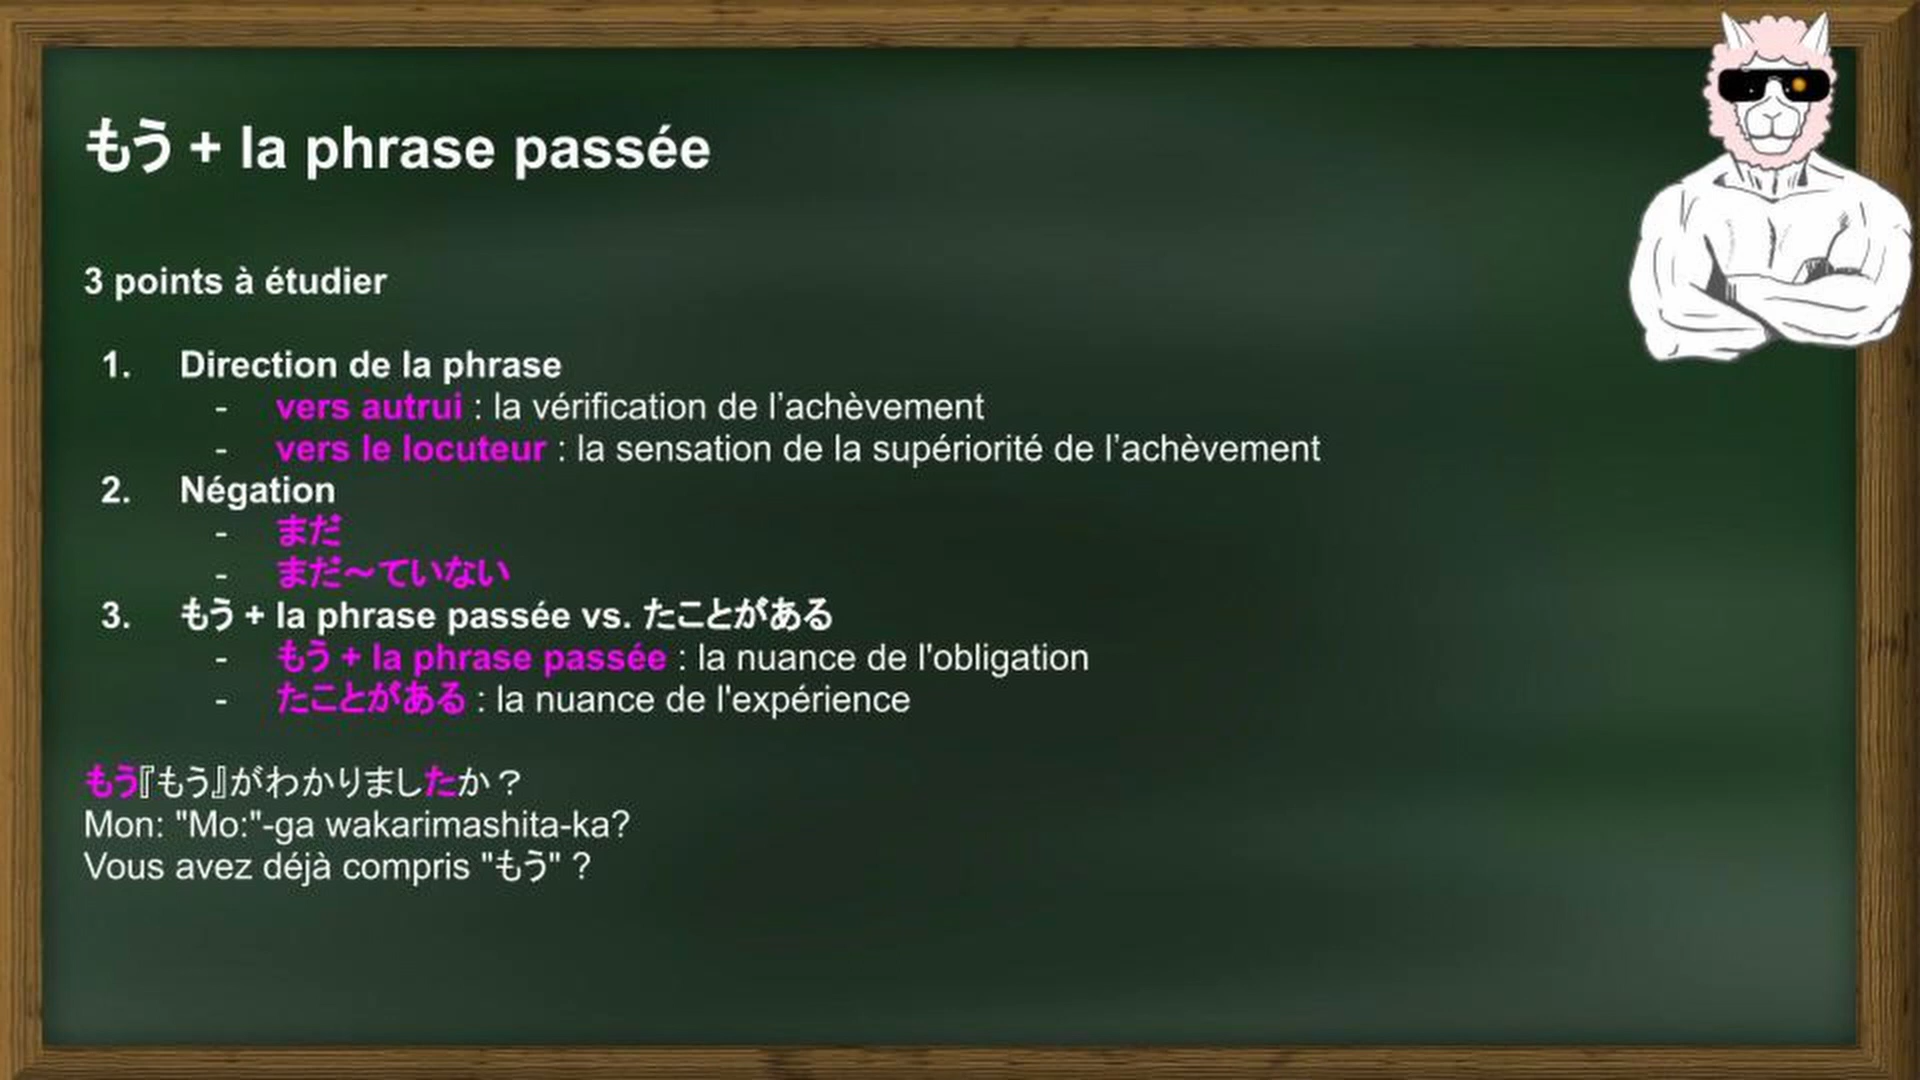 もう + la phrase passée
3 points à étudier
1. Direction de la phrase
- vers autrui : la vérification de l’achèvement
- vers le locuteur : la sensation de la supériorité de l’achèvement
2. Négation
- まだ
- まだ～ていない
3. もう + la phrase passée vs. たことがある
- もう + la phrase passée : la nuance de l'obligation
- たことがある : la nuance de l'expérience
もう『もう』がわかりましたか？
Mon: "Mo:"-ga wakarimashita-ka?
Vous avez déjà compris "もう" ?